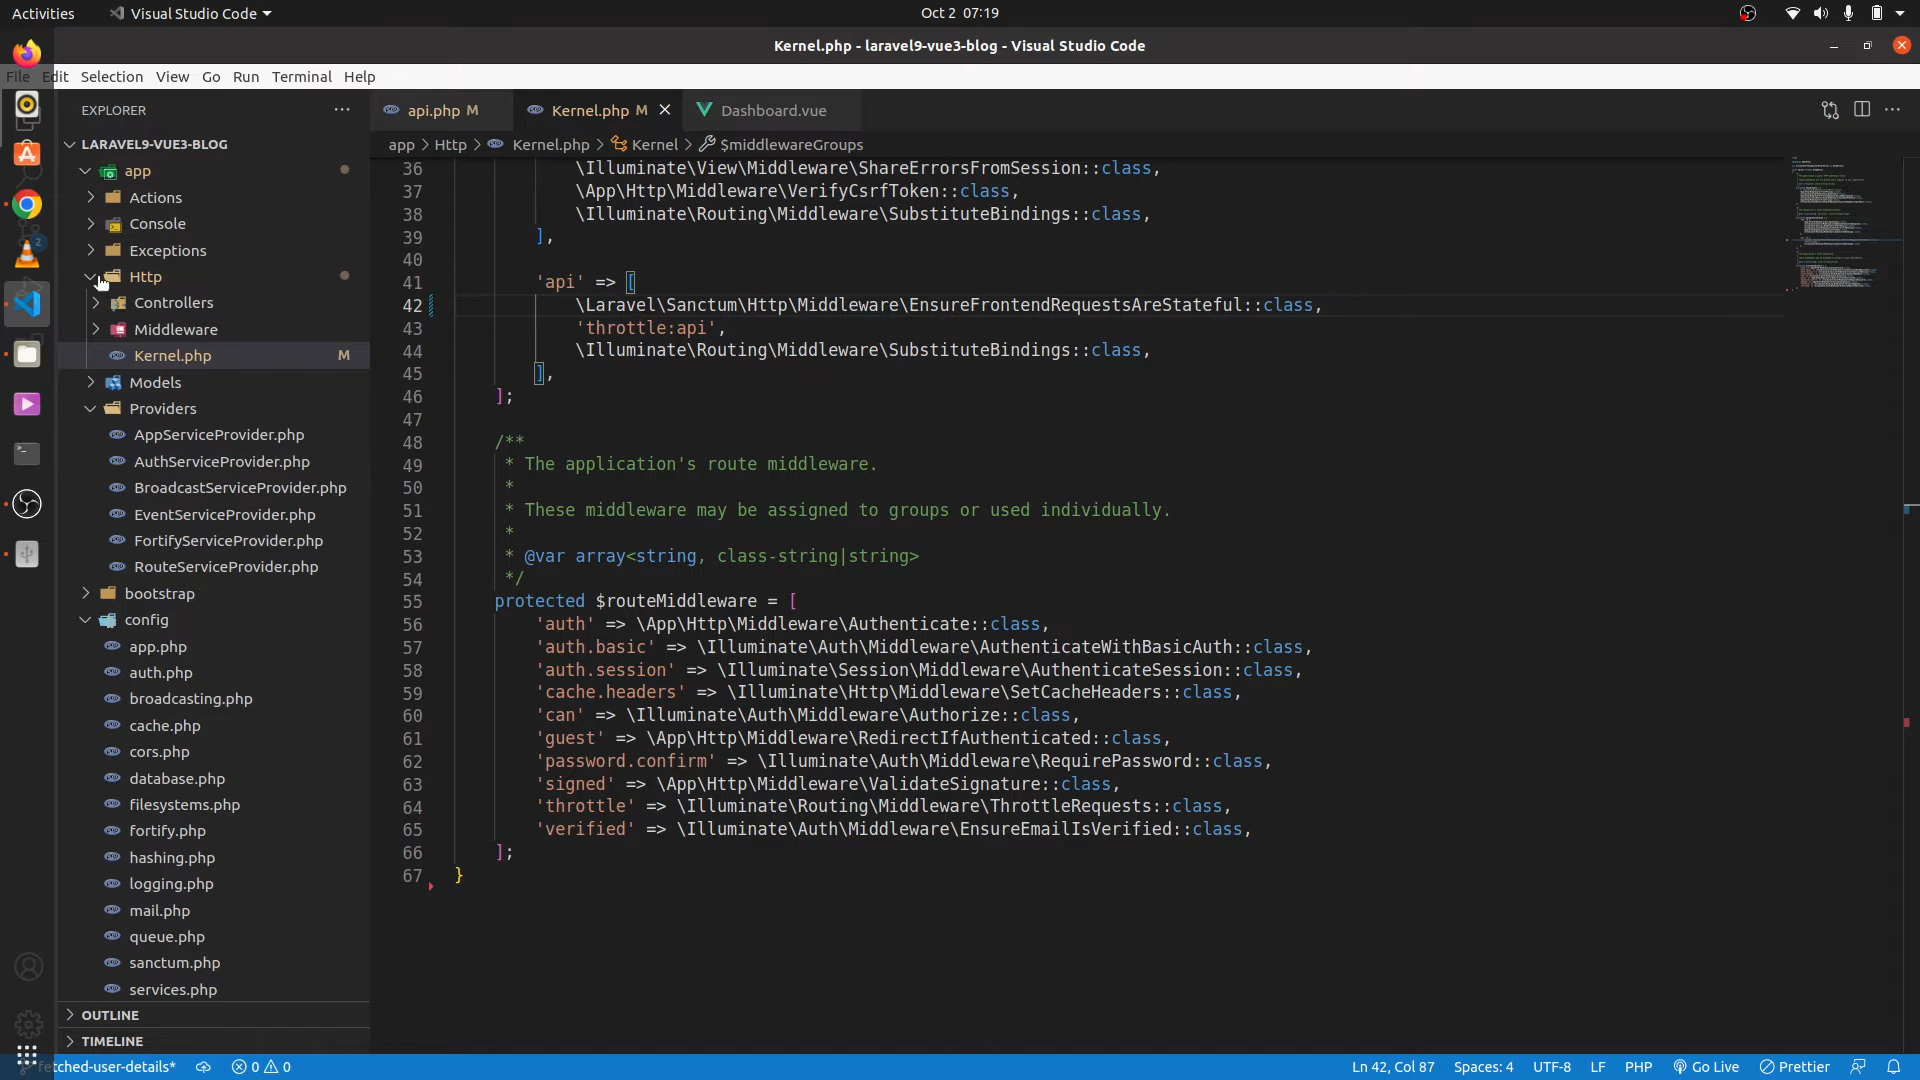 Activities
Visual Studio Code
Oct 2 07:19
Kernel.php - laravel9-vue3-blog - Visual Studio Code
File Edit Selection View Go Run Terminal Help
EXPLORER
LARAVEL9-VUE3-BLOG
app
Actions
Console
Exceptions
Http
Controllers
Middleware
Kernel.php M
Models
Providers
AppServiceProvider.php
AuthServiceProvider.php
BroadcastServiceProvider.php
EventServiceProvider.php
FortifyServiceProvider.php
RouteServiceProvider.php
bootstrap
config
app.php
auth.php
broadcasting.php
cache.php
cors.php
database.php
filesystems.php
fortify.php
hashing.php
logging.php
mail.php
queue.php
sanctum.php
services.php
OUTLINE
TIMELINE
2
api.php M
Kernel.php M
Dashboard.vue
app > Http > Kernel.php > Kernel > $middlewareGroups
36 \Illuminate\View\Middleware\ShareErrorsFromSession::class,
37 \App\Http\Middleware\VerifyCsrfToken::class,
38 \Illuminate\Routing\Middleware\SubstituteBindings::class,
39 ],
40
41 'api' => [
42 \Laravel\Sanctum\Http\Middleware\EnsureFrontendRequestsAreStateful::class,
43 'throttle:api',
44 \Illuminate\Routing\Middleware\SubstituteBindings::class,
45 ],
46 ];
47
48 /**
49 * The application's route middleware.
50 *
51 * These middleware may be assigned to groups or used individually.
52 *
53 * @var array<string, class-string|string>
54 */
55 protected $routeMiddleware = [
56 'auth' => \App\Http\Middleware\Authenticate::class,
57 'auth.basic' => \Illuminate\Auth\Middleware\AuthenticateWithBasicAuth::class,
58 'auth.session' => \Illuminate\Session\Middleware\AuthenticateSession::class,
59 'cache.headers' => \Illuminate\Http\Middleware\SetCacheHeaders::class,
60 'can' => \Illuminate\Auth\Middleware\Authorize::class,
61 'guest' => \App\Http\Middleware\RedirectIfAuthenticated::class,
62 'password.confirm' => \Illuminate\Auth\Middleware\RequirePassword::class,
63 'signed' => \App\Http\Middleware\ValidateSignature::class,
64 'throttle' => \Illuminate\Routing\Middleware\ThrottleRequests::class,
65 'verified' => \Illuminate\Auth\Middleware\EnsureEmailIsVerified::class,
66 ];
67 }
etched-user-details*
0 0
Ln 42, Col 87 Spaces: 4 UTF-8 LF PHP Go Live Prettier